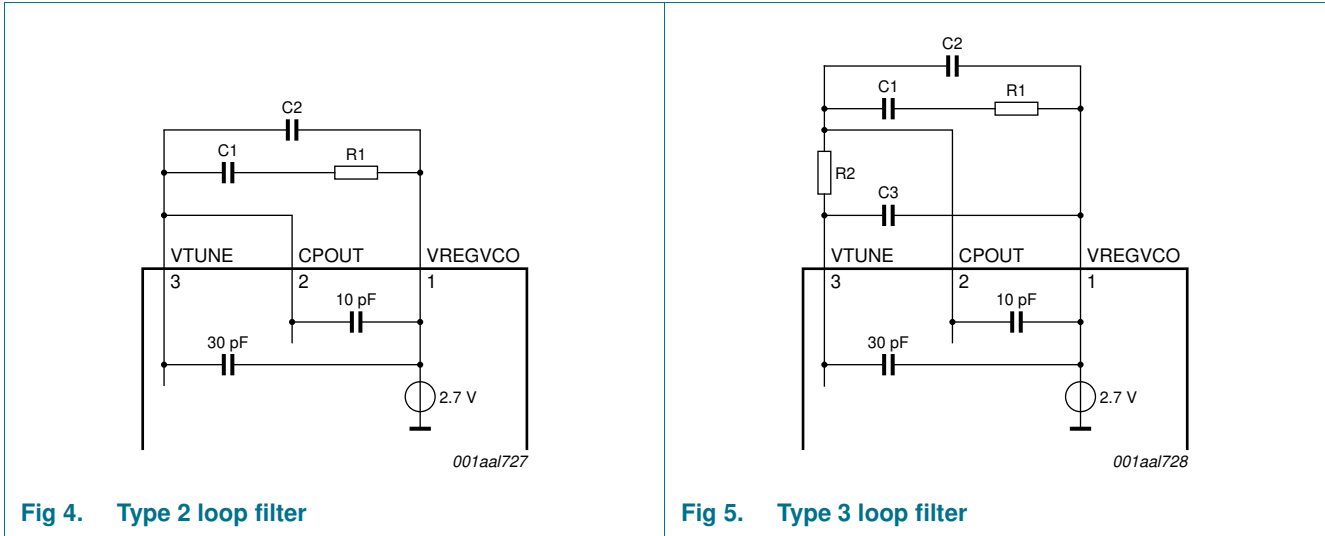 C2
C1
R1
VTUNE
CPOUT
VREGVCO
3
2
1
10 pF
30 pF
2.7 V
001aal727
Fig 4. Type 2 loop filter
C2
C1
R1
R2
C3
VTUNE
CPOUT
VREGVCO
3
2
1
10 pF
30 pF
2.7 V
001aal728
Fig 5. Type 3 loop filter